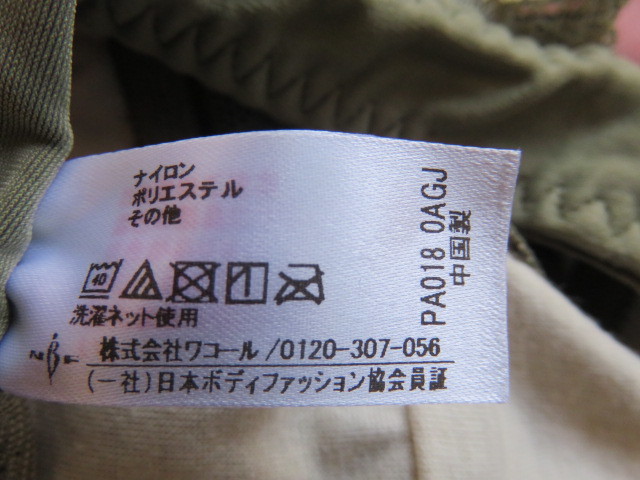 ナイロン
ポリエステル
その他
40
洗濯ネット使用
株式会社ワコール/0120-307-056
(一社)日本ボディファッション協会会員証
PA018 0AGJ
中国製